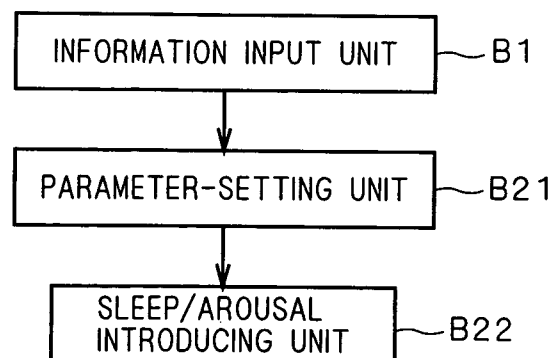 INFORMATION INPUT UNIT B1
PARAMETER-SETTING UNIT B21
SLEEP/AROUSAL
INTRODUCING UNIT B22